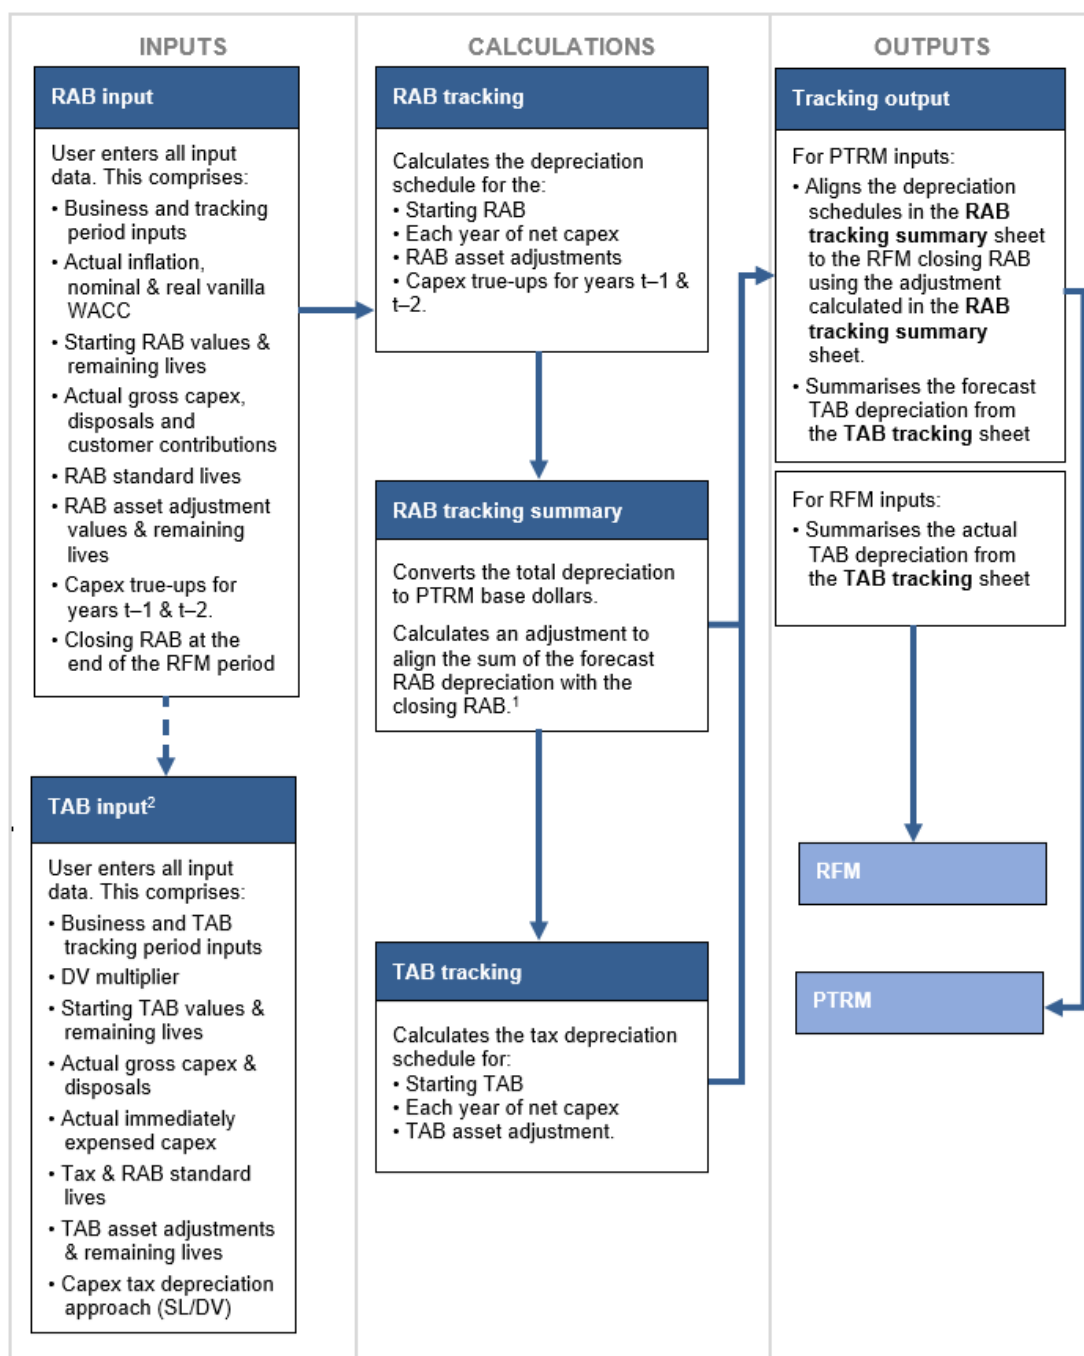 INPUTS
RAB input
User enters all input
data. This comprises:
• Business and tracking
period inputs
• Actual inflation,
nominal & real vanilla
WACC
• Starting RAB values &
remaining lives
• Actual gross capex,
disposals and
customer contributions
• RAB standard lives
• RAB asset adjustment
values & remaining
lives
• Capex true-ups for
years t–1 & t–2.
• Closing RAB at the
end of the RFM period
TAB input²
User enters all input
data. This comprises:
• Business and TAB
tracking period inputs
• DV multiplier
• Starting TAB values &
remaining lives
• Actual gross capex &
disposals
• Actual immediately
expensed capex
• Tax & RAB standard
lives
• TAB asset adjustments
& remaining lives
• Capex tax depreciation
approach (SL/DV)
CALCULATIONS
RAB tracking
Calculates the depreciation
schedule for the:
• Starting RAB
• Each year of net capex
• RAB asset adjustments
• Capex true-ups for years t–1 &
t–2.
RAB tracking summary
Converts the total depreciation
to PTRM base dollars.
Calculates an adjustment to
align the sum of the forecast
RAB depreciation with the
closing RAB.¹
TAB tracking
Calculates the tax depreciation
schedule for:
• Starting TAB
• Each year of net capex
• TAB asset adjustment.
OUTPUTS
Tracking output
For PTRM inputs:
• Aligns the depreciation
schedules in the RAB
tracking summary sheet
to the RFM closing RAB
using the adjustment
calculated in the RAB
tracking summary
sheet.
• Summarises the forecast
TAB depreciation from
the TAB tracking sheet
For RFM inputs:
• Summarises the actual
TAB depreciation from
the TAB tracking sheet
RFM
PTRM